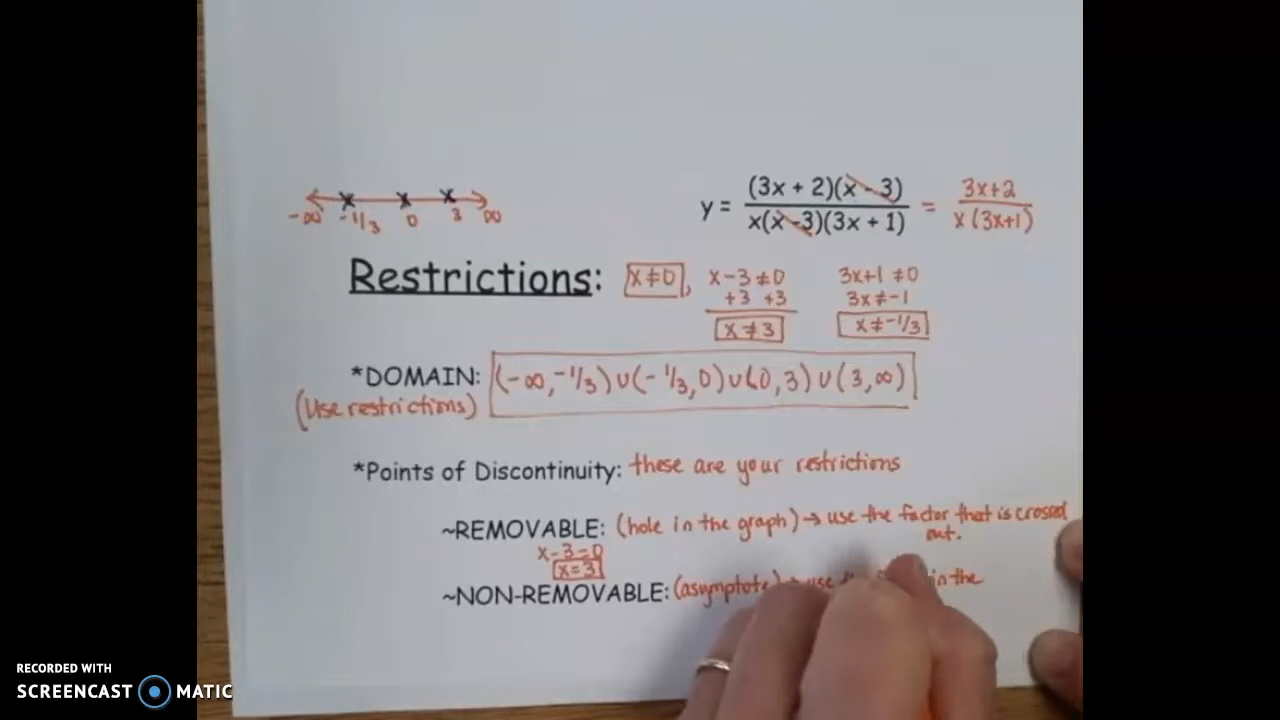 y = (3x + 2)(x - 3) / x(x - 3)(3x + 1) = 3x+2 / x(3x+1)
-∞ -1/3 0 3 ∞
Restrictions: x≠0, x-3≠0 3x+1≠0
+3 +3 3x≠-1
x≠3 x≠-1/3
*DOMAIN: (-∞,-1/3)∪(-1/3,0)∪(0,3)∪(3,∞)
(Use restrictions)
*Points of Discontinuity: these are your restrictions
~REMOVABLE: (hole in the graph)→use the factor that is crossed
out.
x-3=0
x=3
~NON-REMOVABLE: (asymptote) use in the
RECORDED WITH
SCREENCAST MATIC